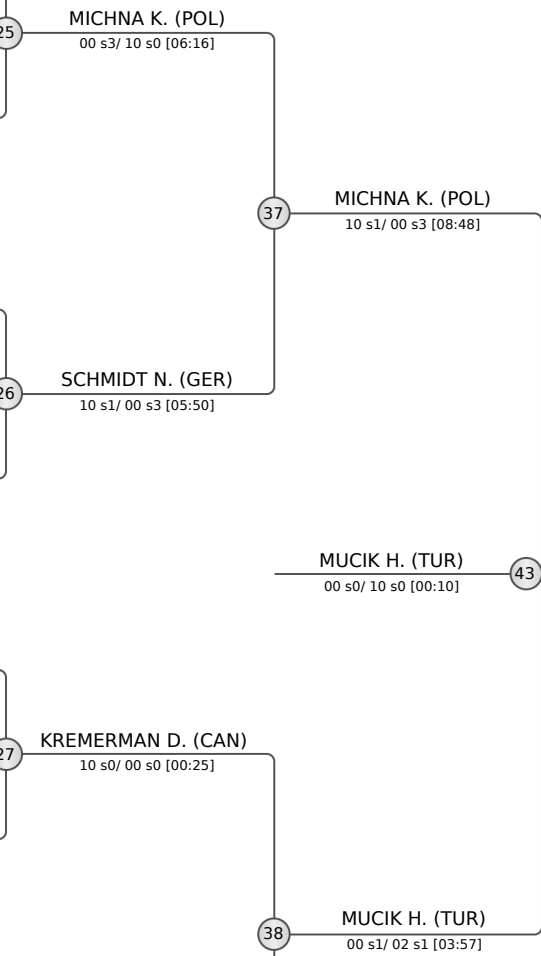 25
MICHNA K. (POL)
00 s3/ 10 s0 [06:16]
37
MICHNA K. (POL)
10 s1/ 00 s3 [08:48]
26
SCHMIDT N. (GER)
10 s1/ 00 s3 [05:50]
MUCIK H. (TUR)
00 s0/ 10 s0 [00:10]
43
27
KREMERMAN D. (CAN)
10 s0/ 00 s0 [00:25]
38
MUCIK H. (TUR)
00 s1/ 02 s1 [03:57]